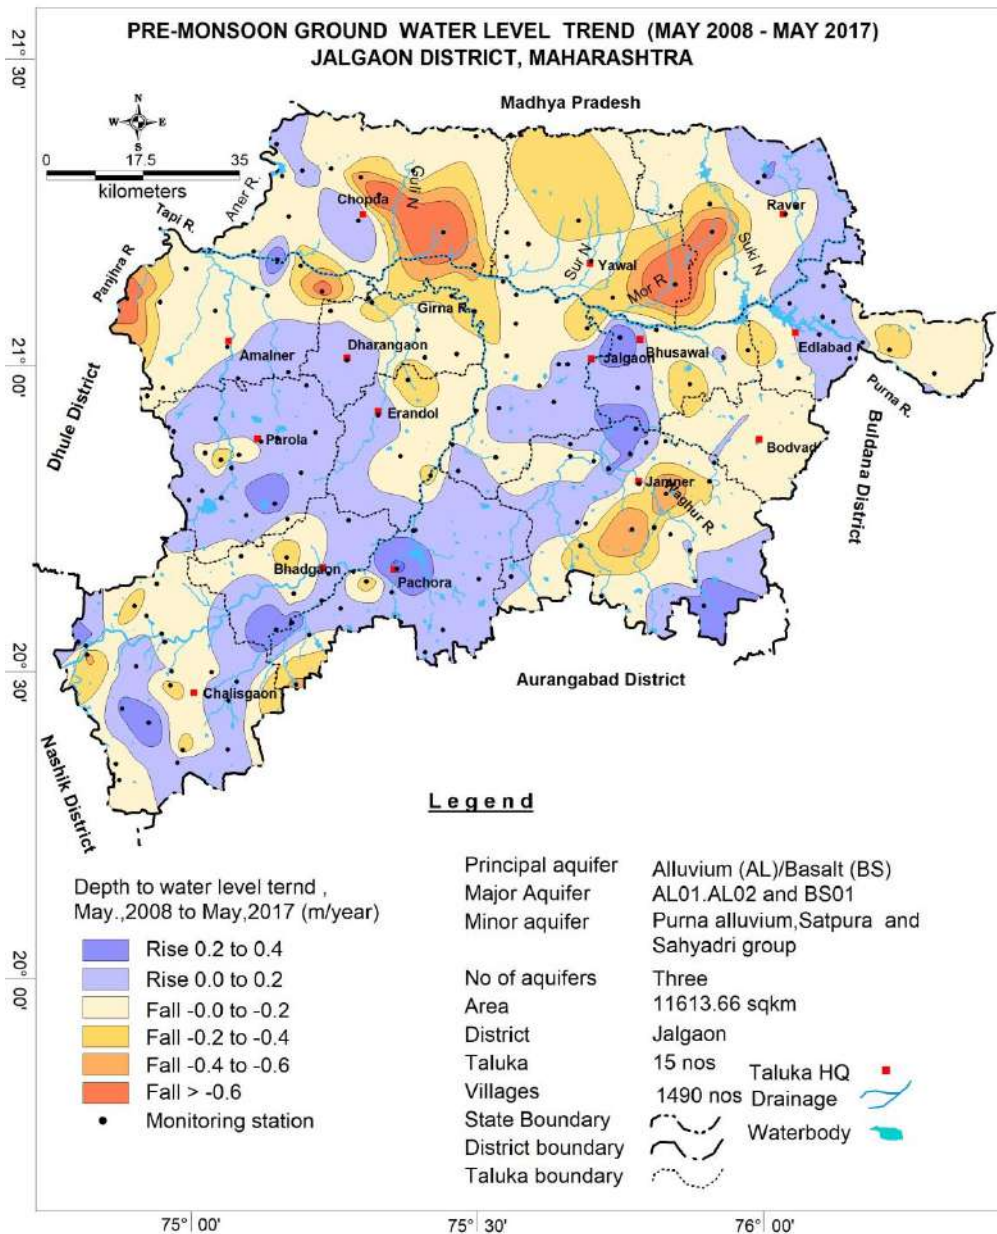 PRE-MONSOON GROUND WATER LEVEL TREND (MAY 2008 - MAY 2017)
JALGAON DISTRICT, MAHARASHTRA
21° 30'
21° 00'
20° 30'
20° 00'
N
W E
S
0 17.5 35
kilometers
Madhya Pradesh
Aner R.
Tapi R.
Panjhra R
Chopda
Guli N
Raver
Suki N
Sur N
Yawal
Mor R.
Girna R.
Amalner
Dharangaon
Jalgaon
Bhusawal
Edlabad
Purna R.
Dhule District
Erandol
Parola
Bodvad
Buldana District
Jamner
Waghur R.
Bhadgaon
Pachora
Aurangabad District
Chalisgaon
Nashik District
Legend
Depth to water level ternd ,
May.,2008 to May,2017 (m/year)
Rise 0.2 to 0.4
Rise 0.0 to 0.2
Fall -0.0 to -0.2
Fall -0.2 to -0.4
Fall -0.4 to -0.6
Fall > -0.6
Monitoring station
Principal aquifer Alluvium (AL)/Basalt (BS)
Major Aquifer AL01.AL02 and BS01
Minor aquifer Purna alluvium,Satpura and
Sahyadri group
No of aquifers Three
Area 11613.66 sqkm
District Jalgaon
Taluka 15 nos
Villages 1490 nos
State Boundary
District boundary
Taluka boundary
Taluka HQ
Drainage
Waterbody
75° 00' 75° 30' 76° 00'